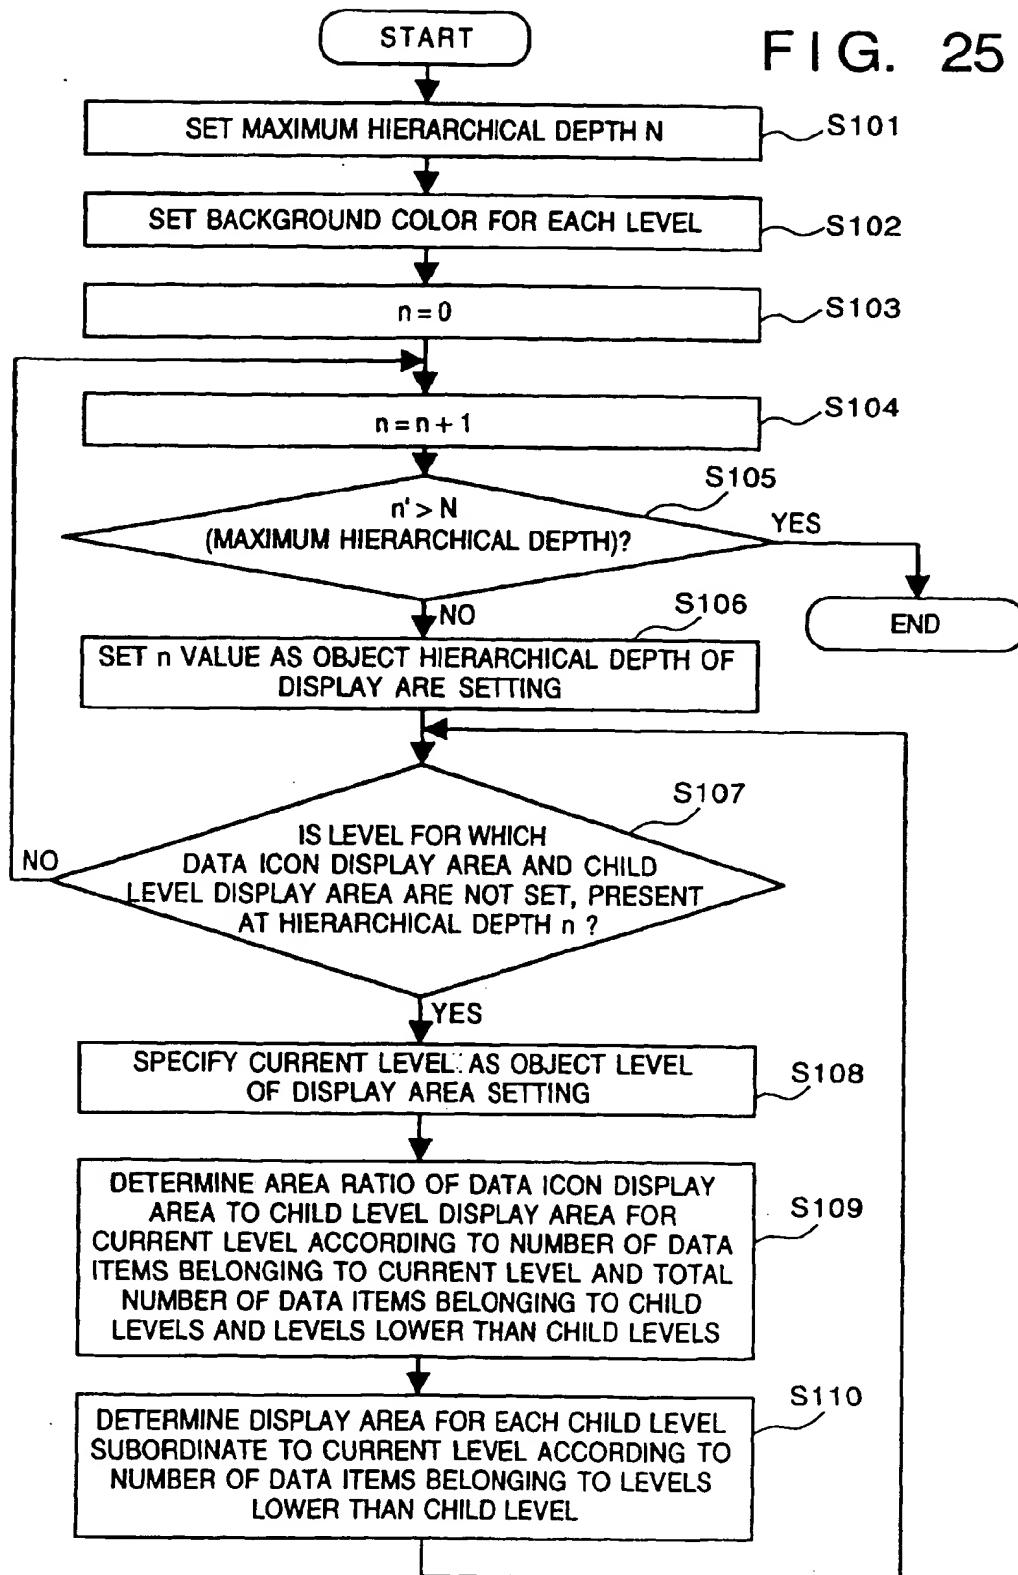 START
FIG. 25
SET MAXIMUM HIERARCHICAL DEPTH N
S101
SET BACKGROUND COLOR FOR EACH LEVEL
S102
n = 0
S103
n = n + 1
S104
S105
n' > N
(MAXIMUM HIERARCHICAL DEPTH)?
YES
END
NO
S106
SET n VALUE AS OBJECT HIERARCHICAL DEPTH OF
DISPLAY ARE SETTING
S107
IS LEVEL FOR WHICH
DATA ICON DISPLAY AREA AND CHILD
LEVEL DISPLAY AREA ARE NOT SET, PRESENT
AT HIERARCHICAL DEPTH n ?
NO
YES
SPECIFY CURRENT LEVEL AS OBJECT LEVEL
OF DISPLAY AREA SETTING
S108
DETERMINE AREA RATIO OF DATA ICON DISPLAY
AREA TO CHILD LEVEL DISPLAY AREA FOR
CURRENT LEVEL ACCORDING TO NUMBER OF DATA
ITEMS BELONGING TO CURRENT LEVEL AND TOTAL
NUMBER OF DATA ITEMS BELONGING TO CHILD
LEVELS AND LEVELS LOWER THAN CHILD LEVELS
S109
DETERMINE DISPLAY AREA FOR EACH CHILD LEVEL
SUBORDINATE TO CURRENT LEVEL ACCORDING TO
NUMBER OF DATA ITEMS BELONGING TO LEVELS
LOWER THAN CHILD LEVEL
S110